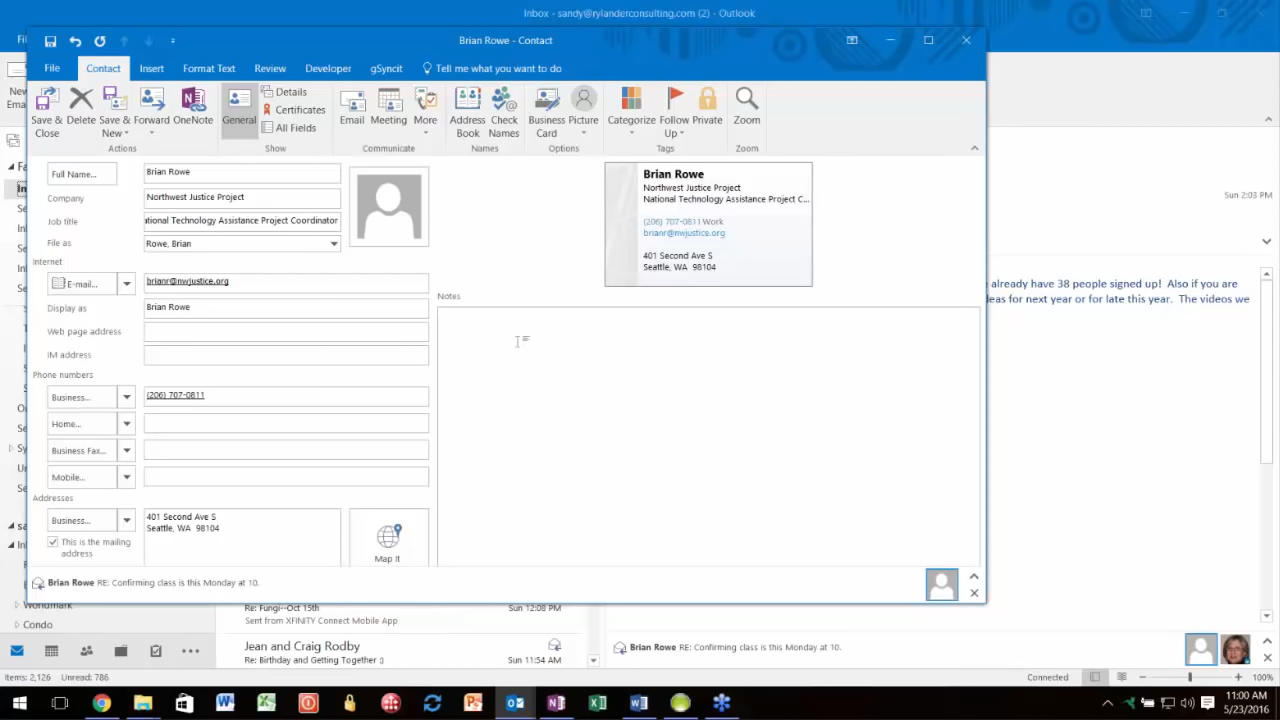 Inbox - sandy@rylanderconsulting.com (2) - Outlook
Brian Rowe - Contact
File Contact Insert Format Text Review Developer gSyncit Tell me what you want to do
Save & Close
Delete
Save & New
Forward
OneNote
Actions
General
Details
Certificates
All Fields
Show
Email
Meeting
More
Communicate
Address Book
Check Names
Names
Business Card
Picture
Options
Categorize
Follow Up
Private
Tags
Zoom
Zoom
Full Name... Brian Rowe
Company Northwest Justice Project
Job title National Technology Assistance Project Coordinator
File as Rowe, Brian
Internet
E-mail... brianr@nwjustice.org
Display as Brian Rowe
Web page address
IM address
Phone numbers
Business... (206) 707-0811
Home...
Business Fax...
Mobile...
Addresses
Business... 401 Second Ave S
Seattle, WA 98104
This is the mailing address
Map It
Brian Rowe
Northwest Justice Project
National Technology Assistance Project C...
(206) 707-0811 Work
brianr@nwjustice.org
401 Second Ave S
Seattle, WA 98104
Notes
Brian Rowe RE: Confirming class is this Monday at 10.
Sun 2:03 PM
already have 38 people signed up! Also if you are
deas for next year or for late this year. The videos we
Condo
Re: Fungi--Oct 15th Sun 12:08 PM
Sent from XFINITY Connect Mobile App
Jean and Craig Rodby
Re: Birthday and Getting Together :) Sun 11:54 AM
Brian Rowe RE: Confirming class is this Monday at 10.
Items: 2,126 Unread: 786
Connected
100%
11:00 AM
5/23/2016